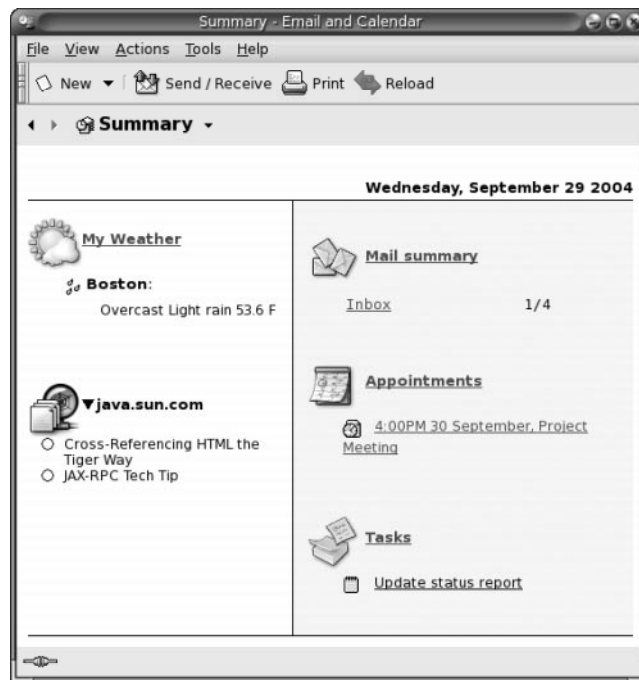 Summary - Email and Calendar
File View Actions Tools Help
New Send / Receive Print Reload
Summary
Wednesday, September 29 2004
My Weather
Boston:
Overcast Light rain 53.6 F
java.sun.com
Cross-Referencing HTML the
Tiger Way
JAX-RPC Tech Tip
Mail summary
Inbox 1/4
Appointments
4:00PM 30 September, Project
Meeting
Tasks
Update status report